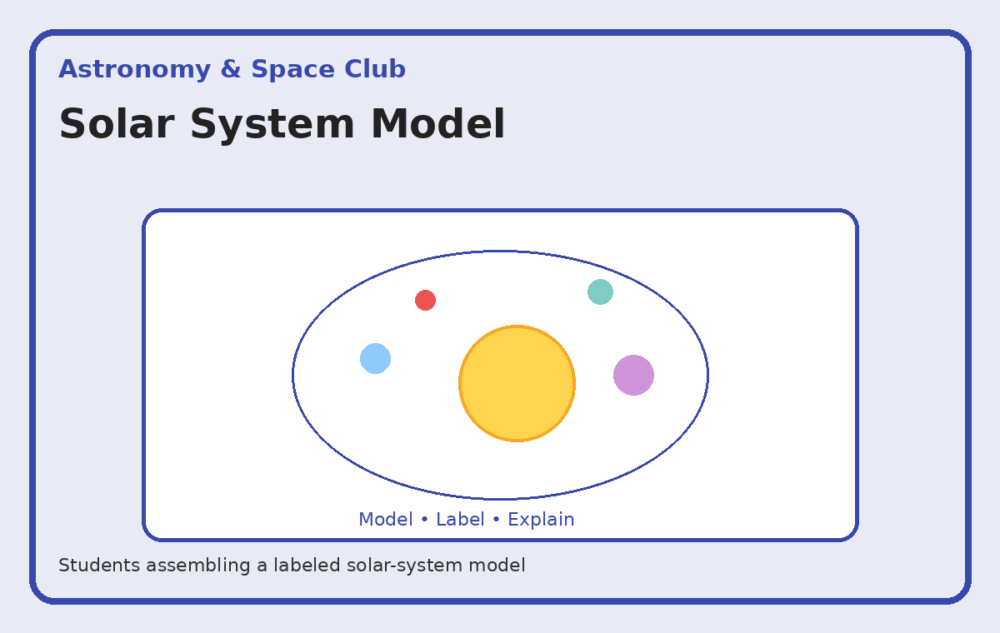 Astronomy & Space Club
Solar System Model
Model • Label • Explain
Students assembling a labeled solar-system model